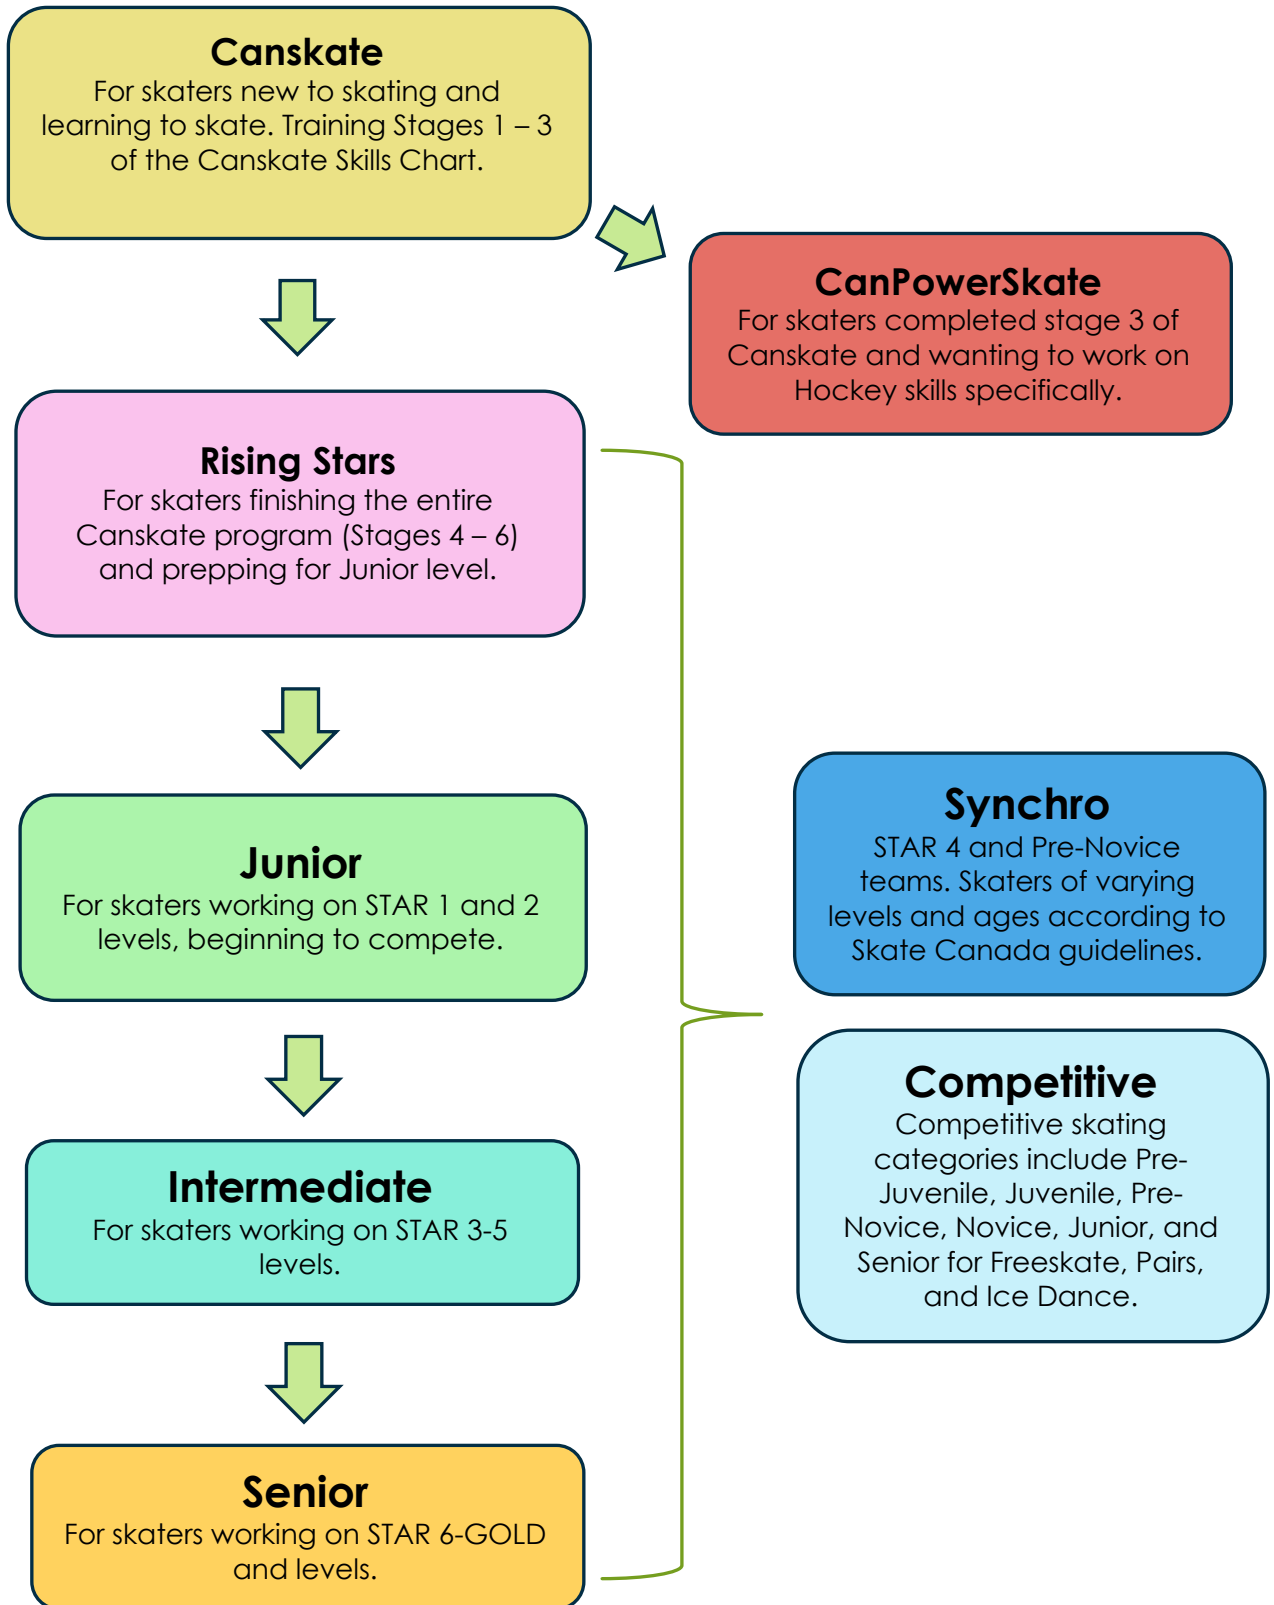 Canskate
For skaters new to skating and
learning to skate. Training Stages 1 – 3
of the Canskate Skills Chart.
CanPowerSkate
For skaters completed stage 3 of
Canskate and wanting to work on
Hockey skills specifically.
Rising Stars
For skaters finishing the entire
Canskate program (Stages 4 – 6)
and prepping for Junior level.
Junior
For skaters working on STAR 1 and 2
levels, beginning to compete.
Intermediate
For skaters working on STAR 3-5
levels.
Senior
For skaters working on STAR 6-GOLD
and levels.
Synchro
STAR 4 and Pre-Novice
teams. Skaters of varying
levels and ages according to
Skate Canada guidelines.
Competitive
Competitive skating
categories include Pre-
Juvenile, Juvenile, Pre-
Novice, Novice, Junior, and
Senior for Freeskate, Pairs,
and Ice Dance.